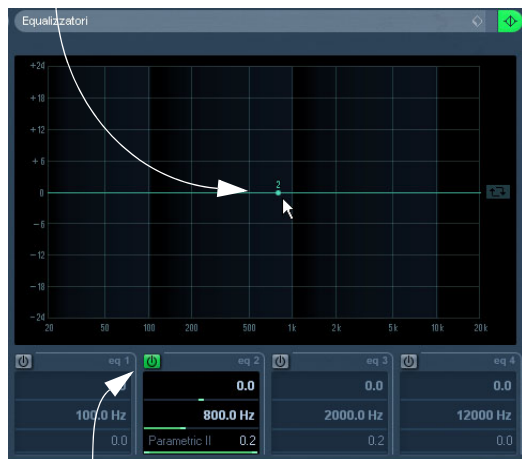 Equalizzatori
+24
+18
+12
+6
2
0
-6
-12
-18
-24
20 50 100 200 500 1k 2k 5k 10k 20k
eq 1 eq 2 eq 3 eq 4
0.0 0.0 0.0
100.0 Hz 800.0 Hz 2000.0 Hz 12000 Hz
0.0 Parametric II 0.2 0.2 0.0